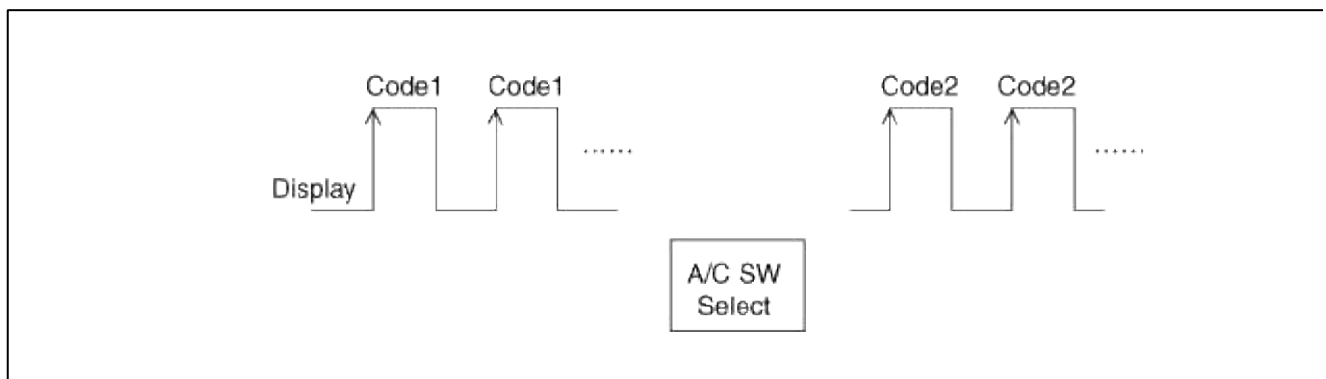 Code1 Code1 Code2 Code2
...... ......
Display
A/C SW
Select